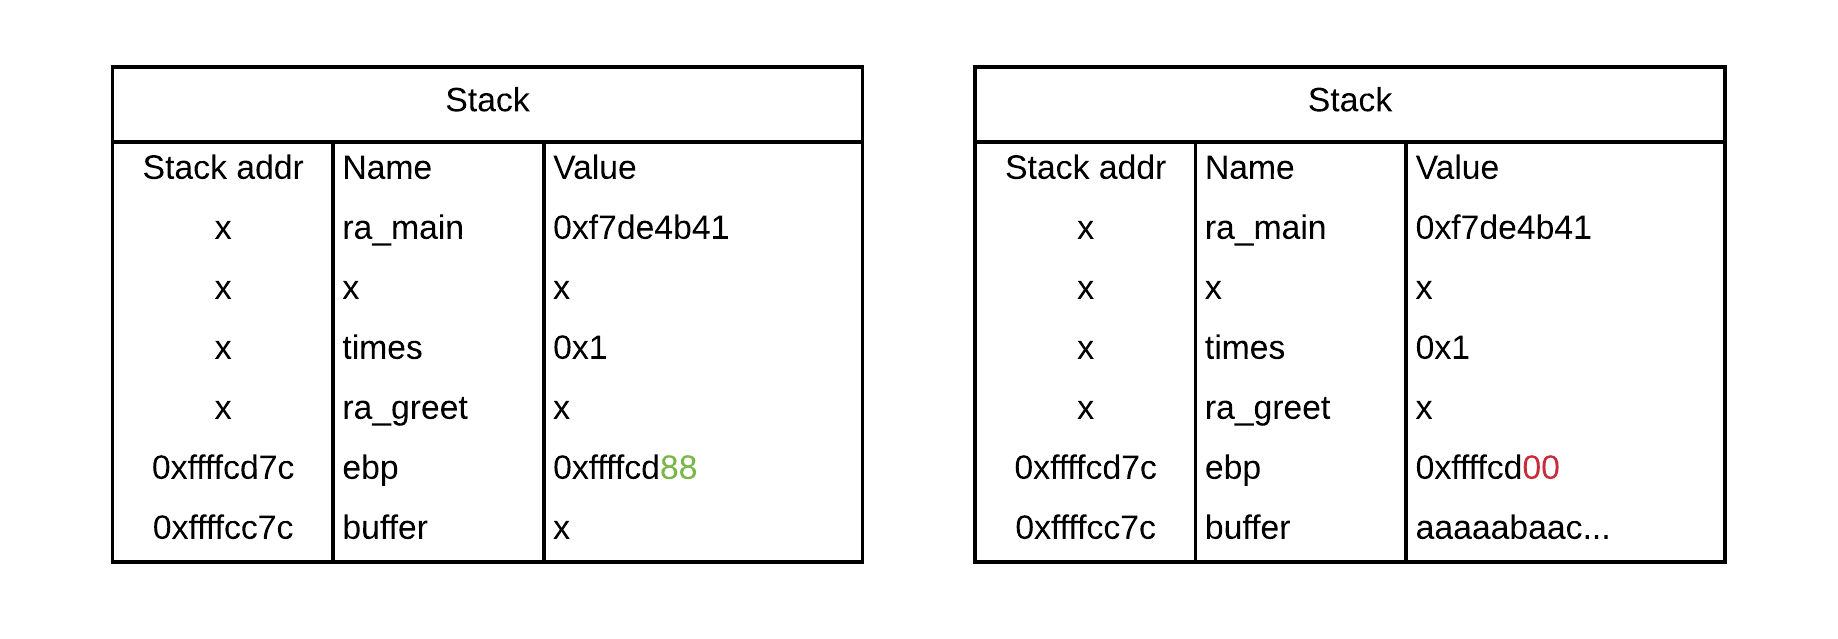 Stack
Stack addr Name Value
x ra_main 0xf7de4b41
x x x
x times 0x1
x ra_greet x
0xffffcd7c ebp 0xffffcd88
0xffffcc7c buffer x
Stack
Stack addr Name Value
x ra_main 0xf7de4b41
x x x
x times 0x1
x ra_greet x
0xffffcd7c ebp 0xffffcd00
0xffffcc7c buffer aaaaabaac...